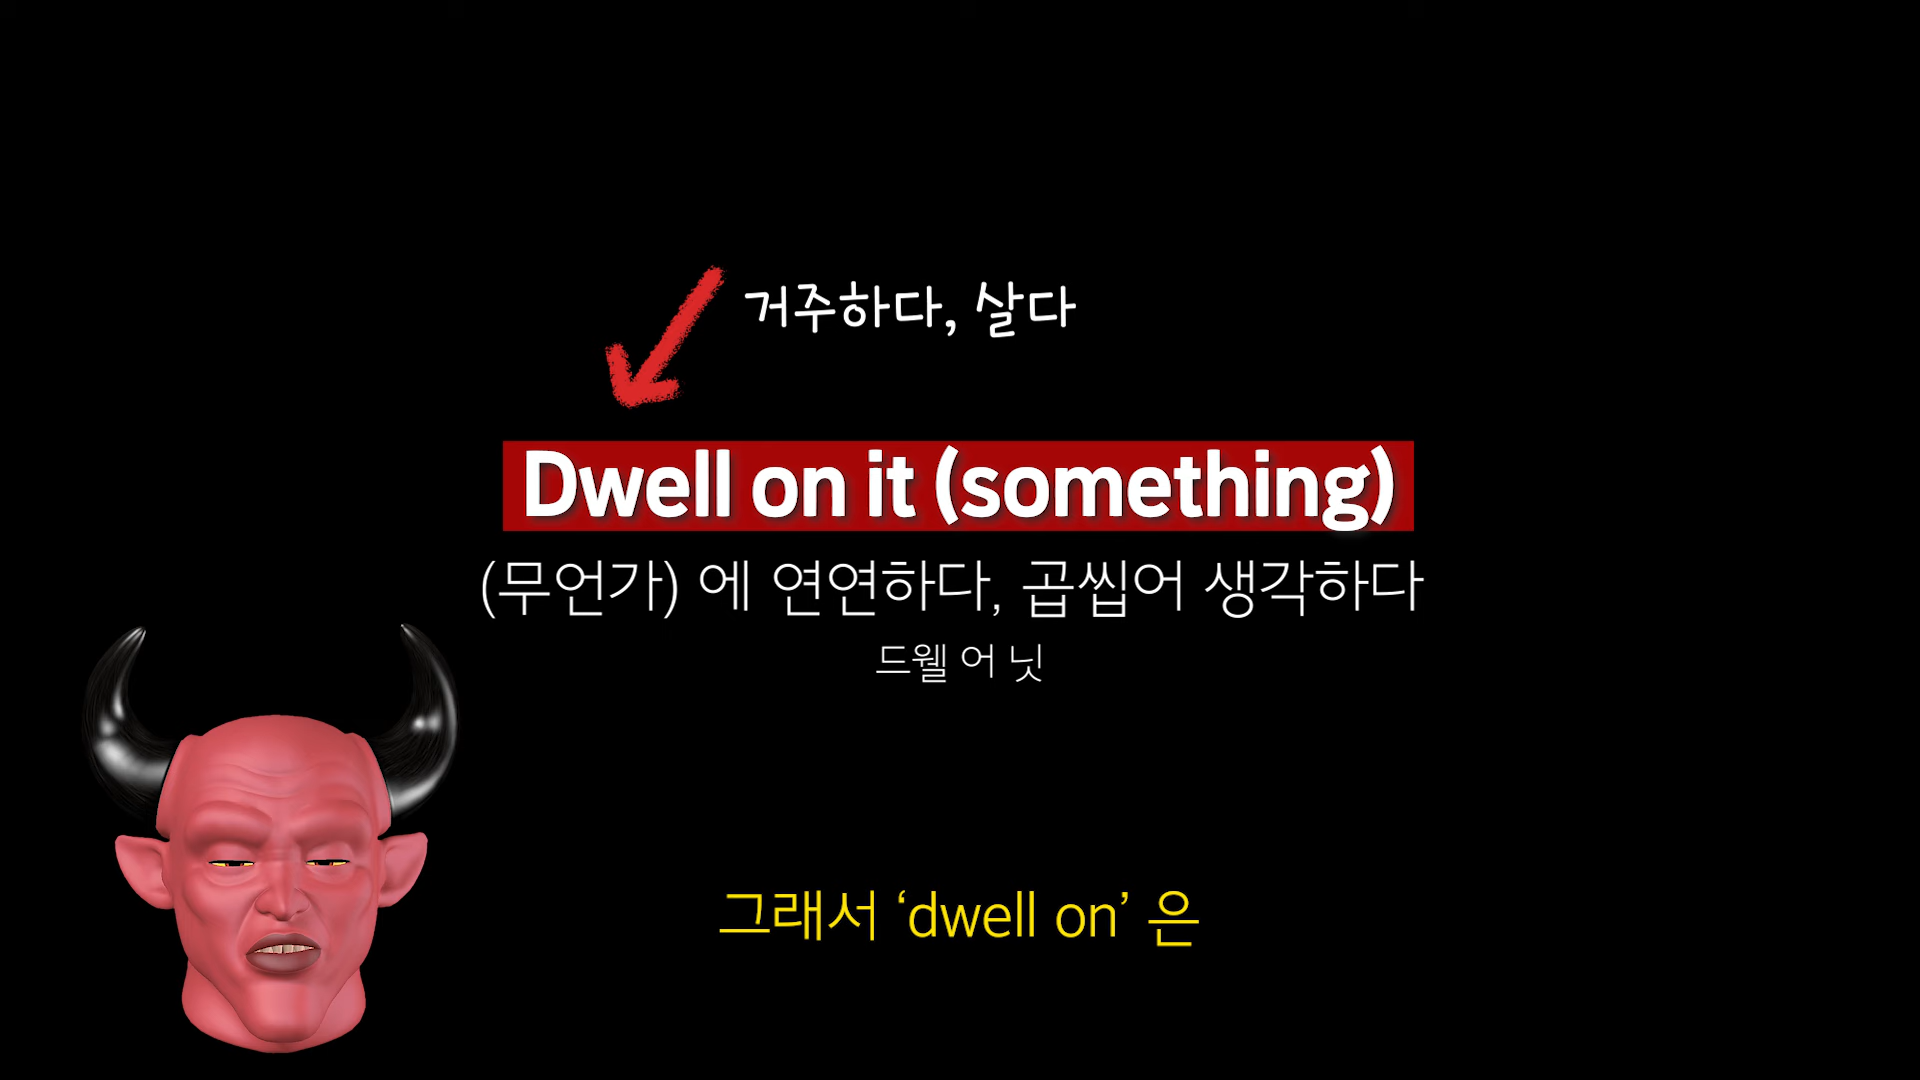 거주하다, 살다
Dwell on it (something)
(무언가) 에 연연하다, 곱씹어 생각하다
드웰 어 닛
그래서 ‘dwell on’ 은